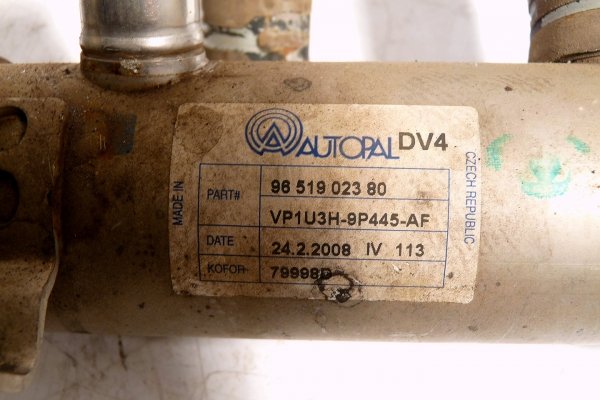 AUTOPAL DV4
MADE IN
PART# 96 519 023 80
VP1U3H-9P445-AF
DATE 24.2.2008 IV 113
KOFOR 79998D
CZECH REPUBLIC